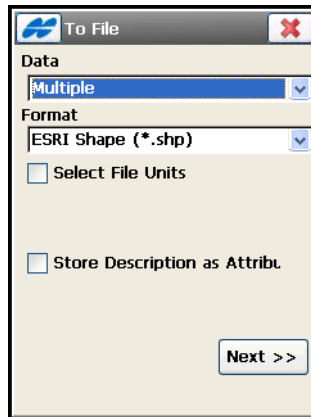 To File
Data
Multiple
Format
ESRI Shape (*.shp)
Select File Units
Store Description as Attribu
Next >>